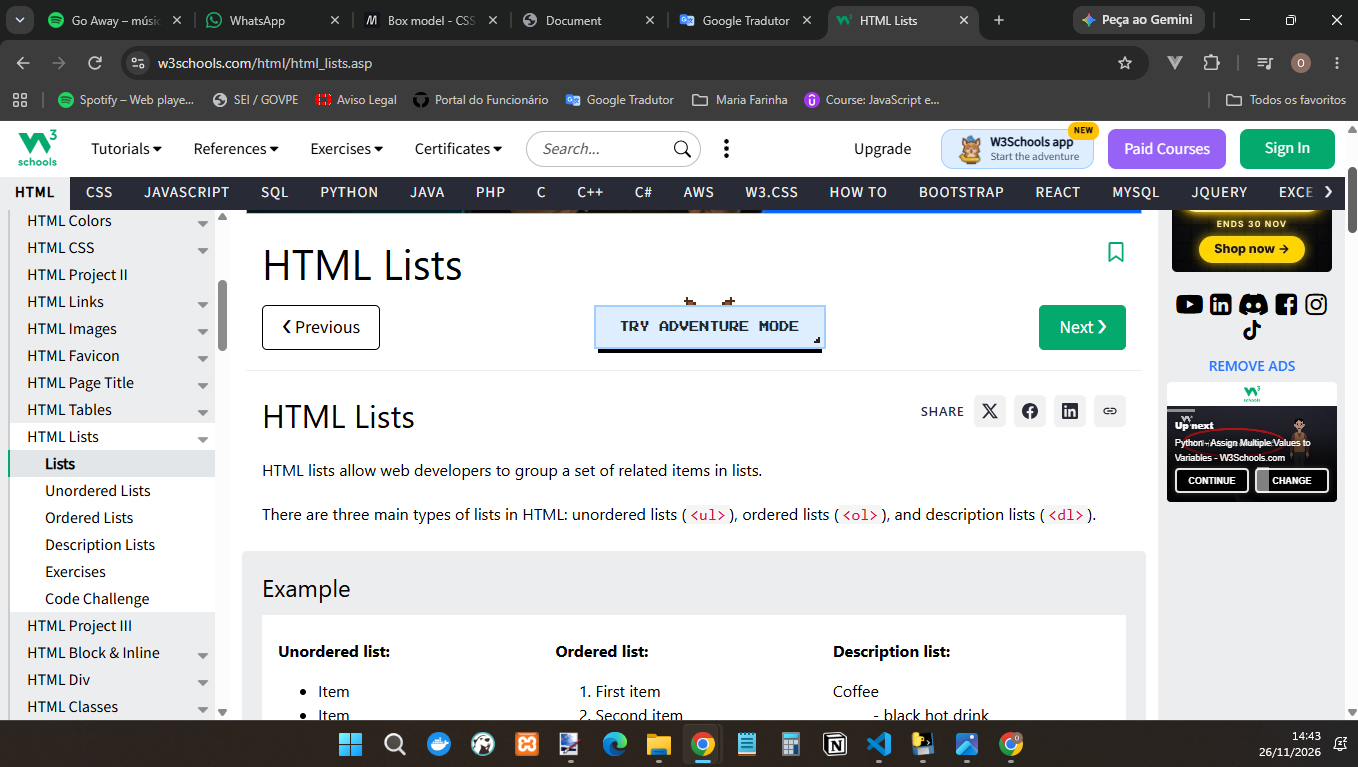 Go Away – músic
WhatsApp
Box model - CSS
Document
Google Tradutor
HTML Lists
Peça ao Gemini
w3schools.com/html/html_lists.asp
O
Spotify – Web playe...
SEI / GOVPE
Aviso Legal
Portal do Funcionário
Google Tradutor
Maria Farinha
Course: JavaScript e...
Todos os favoritos
W3 schools
Tutorials
References
Exercises
Certificates
Search...
Upgrade
W3Schools app
Start the adventure
NEW
Paid Courses
Sign In
HTML CSS JAVASCRIPT SQL PYTHON JAVA PHP C C++ C# AWS W3.CSS HOW TO BOOTSTRAP REACT MYSQL JQUERY EXCE
HTML Colors
HTML CSS
HTML Project II
HTML Links
HTML Images
HTML Favicon
HTML Page Title
HTML Tables
HTML Lists
Lists
Unordered Lists
Ordered Lists
Description Lists
Exercises
Code Challenge
HTML Project III
HTML Block & Inline
HTML Div
HTML Classes
HTML Lists
❮ Previous
TRY ADVENTURE MODE
Next ❯
HTML Lists
SHARE
HTML lists allow web developers to group a set of related items in lists.
There are three main types of lists in HTML: unordered lists (<ul>), ordered lists (<ol>), and description lists (<dl>).
Example
Unordered list:
• Item
• Item
Ordered list:
1. First item
2. Second item
Description list:
Coffee
- black hot drink
ENDS 30 NOV
Shop now →
REMOVE ADS
W3 schools
Up next
Python - Assign Multiple Values to
Variables - W3Schools.com
CONTINUE
CHANGE
14:43
26/11/2026